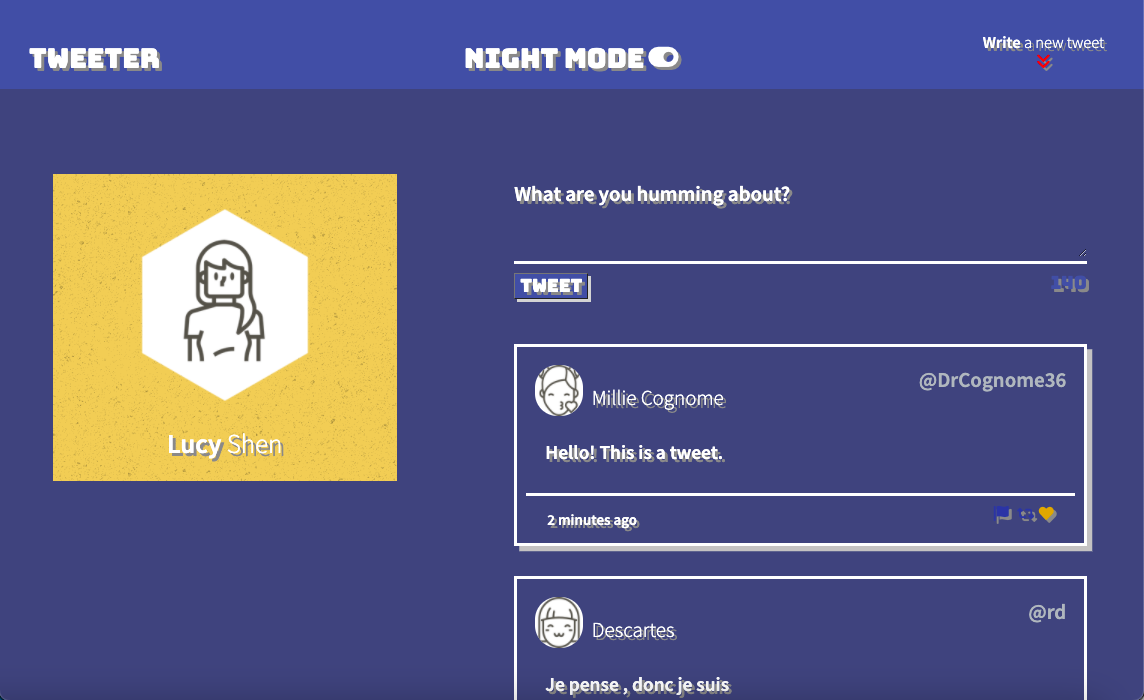 TWEETER
NIGHT MODE
Write a new tweet
Lucy Shen
What are you humming about?
TWEET
140
Millie Cognome
@DrCognome36
Hello! This is a tweet.
2 minutes ago
Descartes
@rd
Je pense , donc je suis